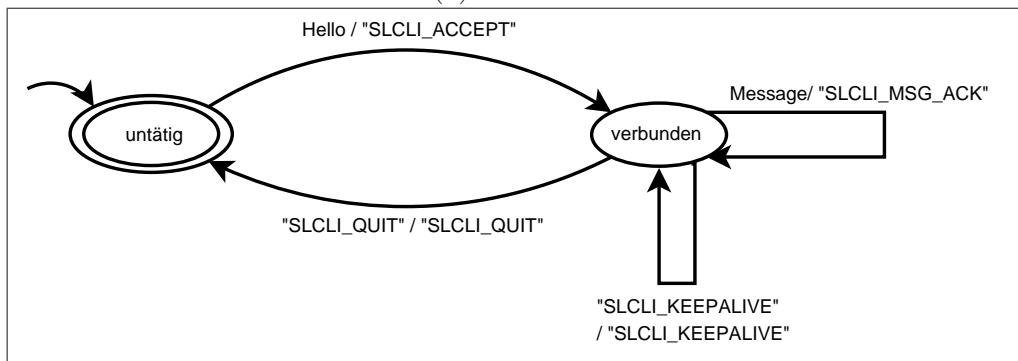 Hello / "SLCLI_ACCEPT"
Message/ "SLCLI_MSG_ACK"
untätig
verbunden
"SLCLI_QUIT" / "SLCLI_QUIT"
"SLCLI_KEEPALIVE"
/ "SLCLI_KEEPALIVE"